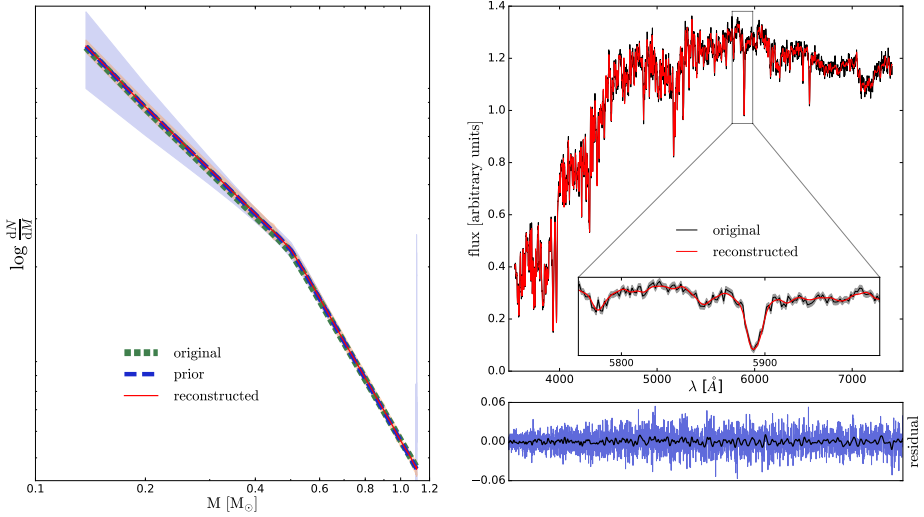 log dN/dM
original
prior
reconstructed
0.1
0.2
0.4
0.6
0.8
1.0
1.2
M [M⊙]
flux [arbitrary units]
1.4
1.2
1.0
0.8
0.6
0.4
0.2
0.0
original
reconstructed
5800
5900
4000
5000
6000
7000
λ [Å]
0.06
0.00
−0.06
residual